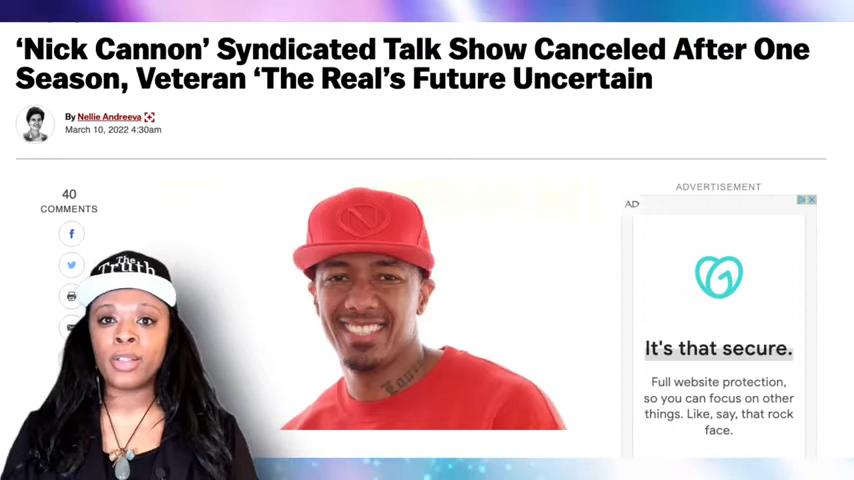 ‘Nick Cannon’ Syndicated Talk Show Canceled After One
Season, Veteran ‘The Real’s Future Uncertain
By Nellie Andreeva
March 10, 2022 4:30am
40
COMMENTS
ADVERTISEMENT
AD
The
Truth
It's that secure.
Full website protection,
so you can focus on other
things. Like, say, that rock
face.